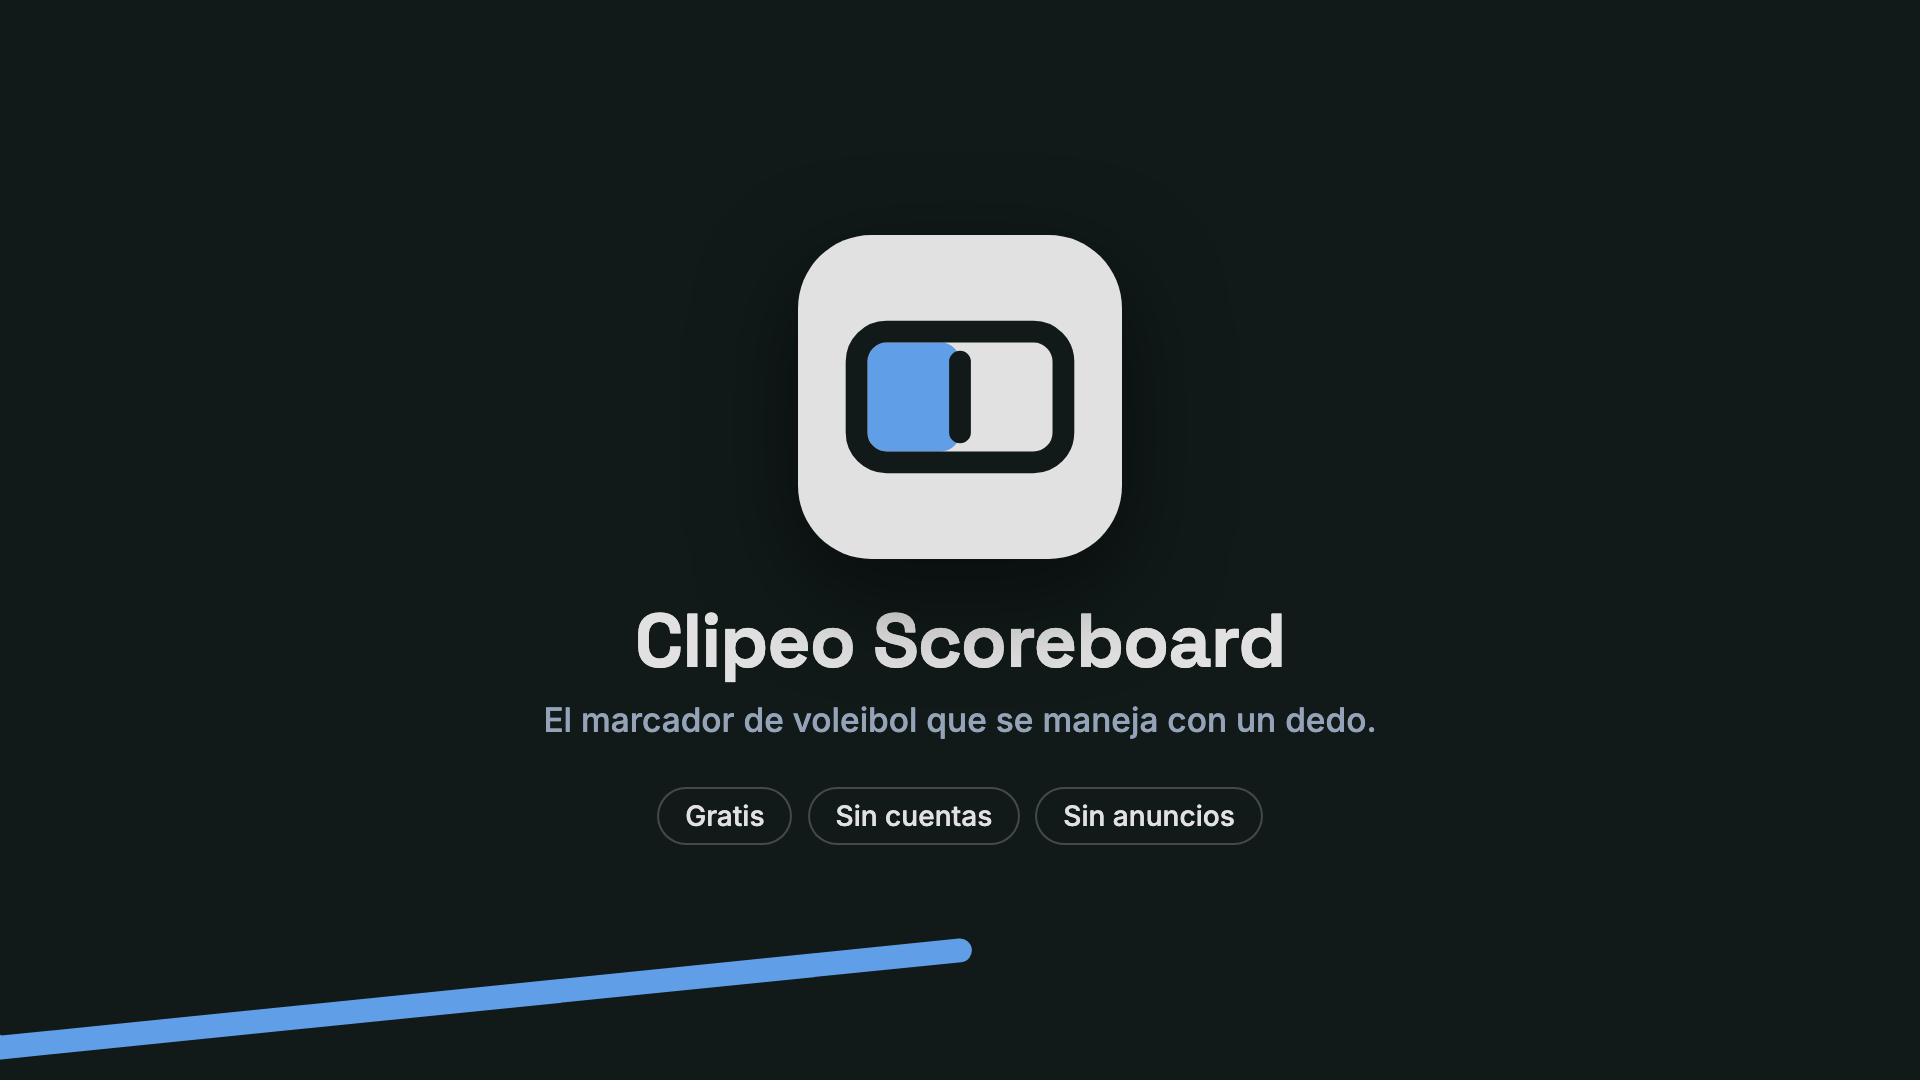 Clipeo Scoreboard
El marcador de voleibol que se maneja con un dedo.
Gratis
Sin cuentas
Sin anuncios